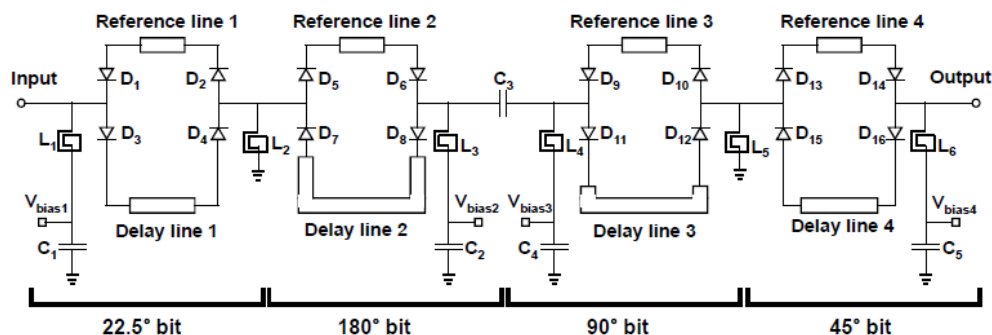 Reference line 1 Reference line 2 Reference line 3 Reference line 4
Input D1 D2 D5 D6 C3 D9 D10 D13 D14 Output
L1 D3 D4 L2 D7 D8 L3 L4 D11 D12 L5 D15 D16 L6
Vbias1 Vbias2 Vbias3 Vbias4
Delay line 1 Delay line 2 Delay line 3 Delay line 4
C1 C2 C4 C5
22.5° bit 180° bit 90° bit 45° bit